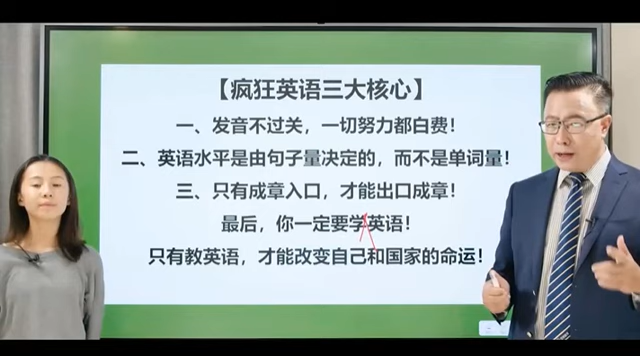 【疯狂英语三大核心】
一、发音不过关，一切努力都白费！
二、英语水平是由句子量决定的，而不是单词量！
三、只有成章入口，才能出口成章！
最后，你一定要学英语！
只有教英语，才能改变自己和国家的命运！